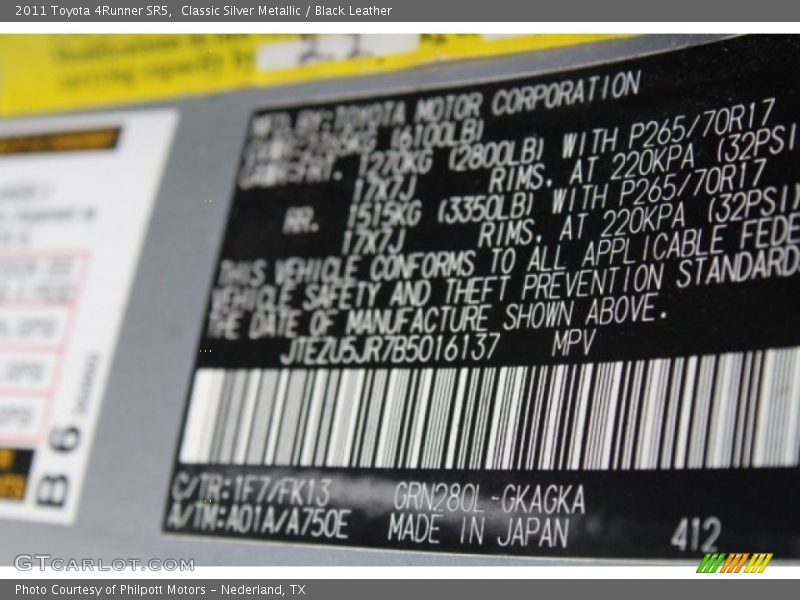 2011 Toyota 4Runner SR5,  Classic Silver Metallic / Black Leather
MFD.BY:TOYOTA MOTOR CORPORATION
(6100LB)
1270KG (2800LB) WITH P265/70R17
17X7J RIMS, AT 220KPA (32PSI
RR. 1515KG (3350LB) WITH P265/70R17
17X7J RIMS, AT 220KPA (32PSI)
THIS VEHICLE CONFORMS TO ALL APPLICABLE FEDE
VEHICLE SAFETY AND THEFT PREVENTION STANDARD
THE DATE OF MANUFACTURE SHOWN ABOVE.
JTEZU5JR7B5016137 MPV
C/TR:1F7/FK13 GRN280L-GKAGKA
A/TM:A01A/A750E MADE IN JAPAN
412
B6
GTcarlot.com
Photo Courtesy of Philpott Motors - Nederland, TX